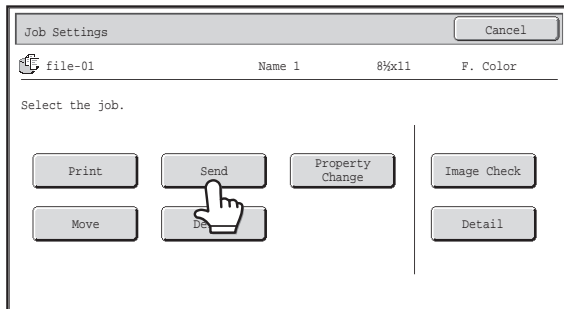 Job Settings Cancel
file-01 Name 1 8½x11 F. Color
Select the job.
Print Send Property Change Image Check
Move Detail